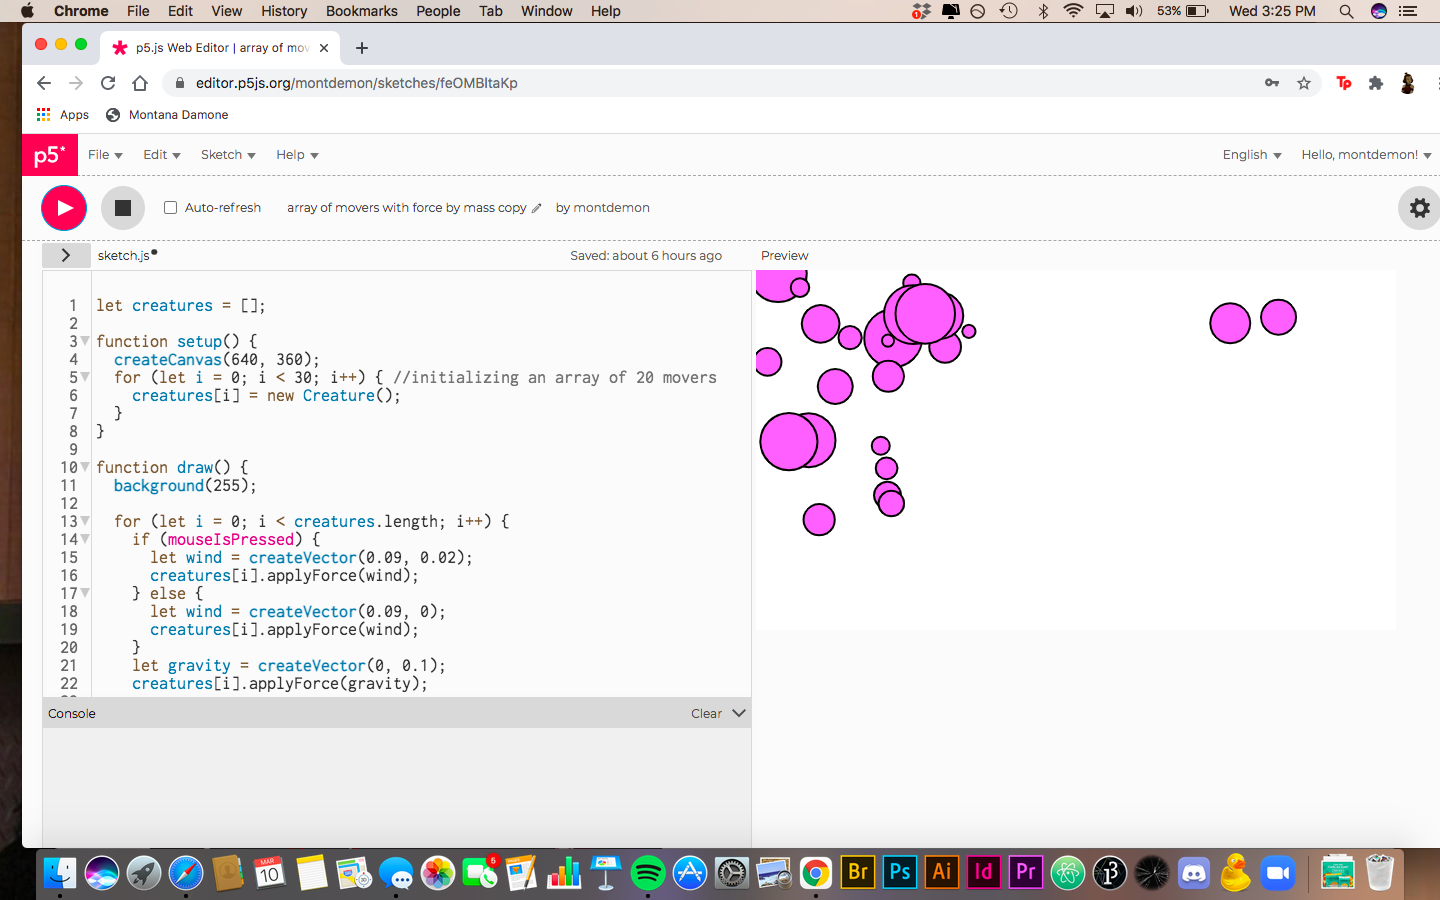 Chrome File Edit View History Bookmarks People Tab Window Help 1 53% Wed 3:25 PM
p5.js Web Editor | array of mov
editor.p5js.org/montdemon/sketches/feOMBItaKp Tp
Apps Montana Damone
p5* File Edit Sketch Help English Hello, montdemon!
Auto-refresh array of movers with force by mass copy by montdemon
sketch.js Saved: about 6 hours ago Preview
1 let creatures = [];
2
3 function setup() {
4 createCanvas(640, 360);
5 for (let i = 0; i < 30; i++) { //initializing an array of 20 movers
6 creatures[i] = new Creature();
7 }
8 }
9
10 function draw() {
11 background(255);
12
13 for (let i = 0; i < creatures.length; i++) {
14 if (mouseIsPressed) {
15 let wind = createVector(0.09, 0.02);
16 creatures[i].applyForce(wind);
17 } else {
18 let wind = createVector(0.09, 0);
19 creatures[i].applyForce(wind);
20 }
21 let gravity = createVector(0, 0.1);
22 creatures[i].applyForce(gravity);
Console Clear
MAR 10 5 Br Ps Ai Id Pr